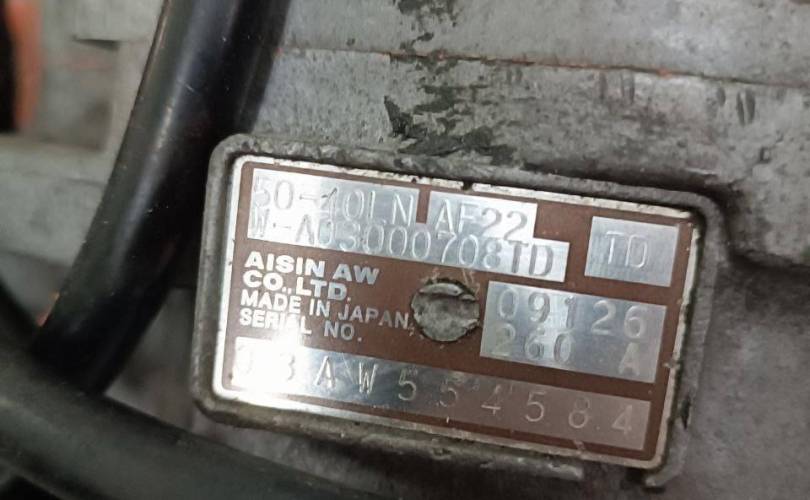 50-40LN AF22
W-A03000708TD
TD
AISIN AW
CO.,LTD.
MADE IN JAPAN
SERIAL NO.
09126
260 A
03AW554584